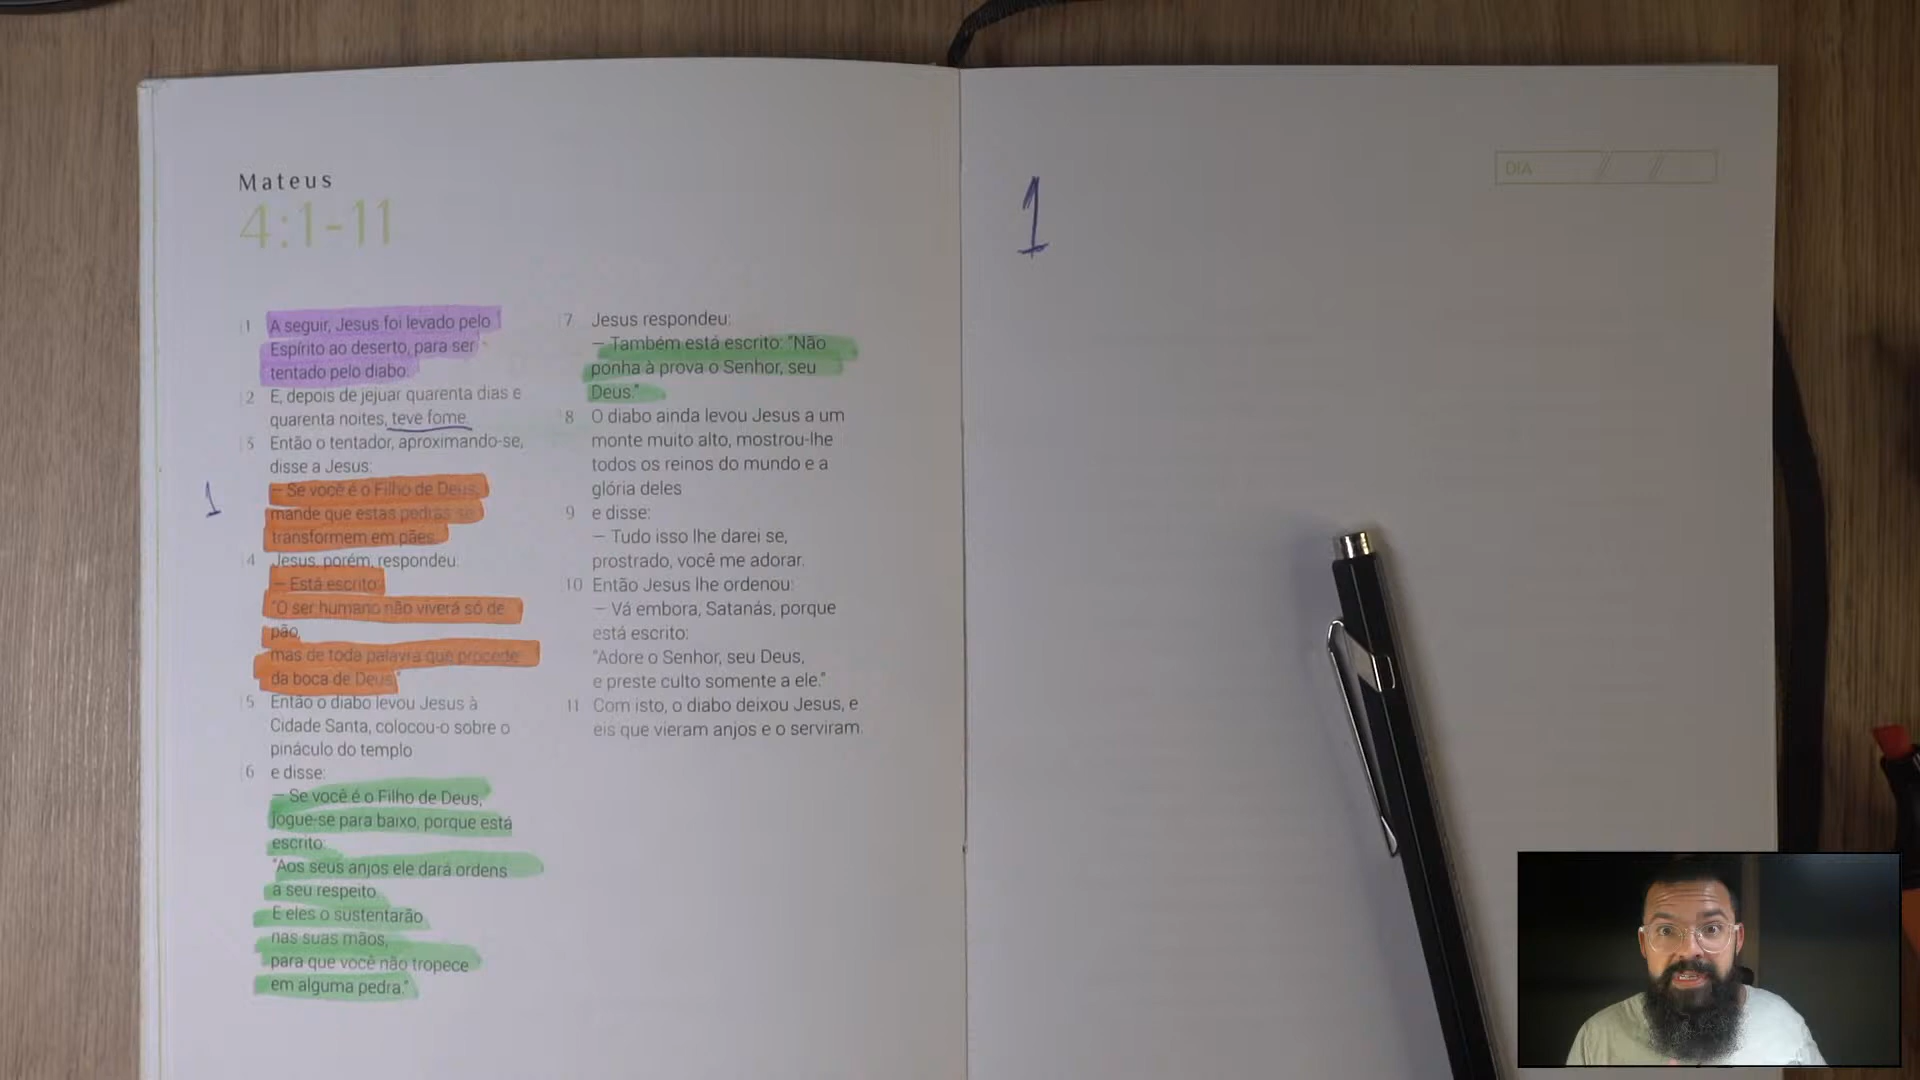 Mateus
4:1-11
1 A seguir, Jesus foi levado pelo
Espírito ao deserto, para ser
tentado pelo diabo.
2 E, depois de jejuar quarenta dias e
quarenta noites, teve fome.
3 Então o tentador, aproximando-se,
disse a Jesus:
1
— Se você é o Filho de Deus,
mande que estas pedras se
transformem em pães.
4 Jesus, porém, respondeu:
— Está escrito:
"O ser humano não viverá só de
pão,
mas de toda palavra que procede
da boca de Deus."
5 Então o diabo levou Jesus à
Cidade Santa, colocou-o sobre o
pináculo do templo
6 e disse:
— Se você é o Filho de Deus,
jogue-se para baixo, porque está
escrito:
"Aos seus anjos ele dará ordens
a seu respeito.
E eles o sustentarão
nas suas mãos,
para que você não tropece
em alguma pedra."
7 Jesus respondeu:
— Também está escrito: "Não
ponha à prova o Senhor, seu
Deus."
8 O diabo ainda levou Jesus a um
monte muito alto, mostrou-lhe
todos os reinos do mundo e a
glória deles
9 e disse:
— Tudo isso lhe darei se,
prostrado, você me adorar.
10 Então Jesus lhe ordenou:
— Vá embora, Satanás, porque
está escrito:
"Adore o Senhor, seu Deus,
e preste culto somente a ele."
11 Com isto, o diabo deixou Jesus, e
eis que vieram anjos e o serviram.
DIA / /
1